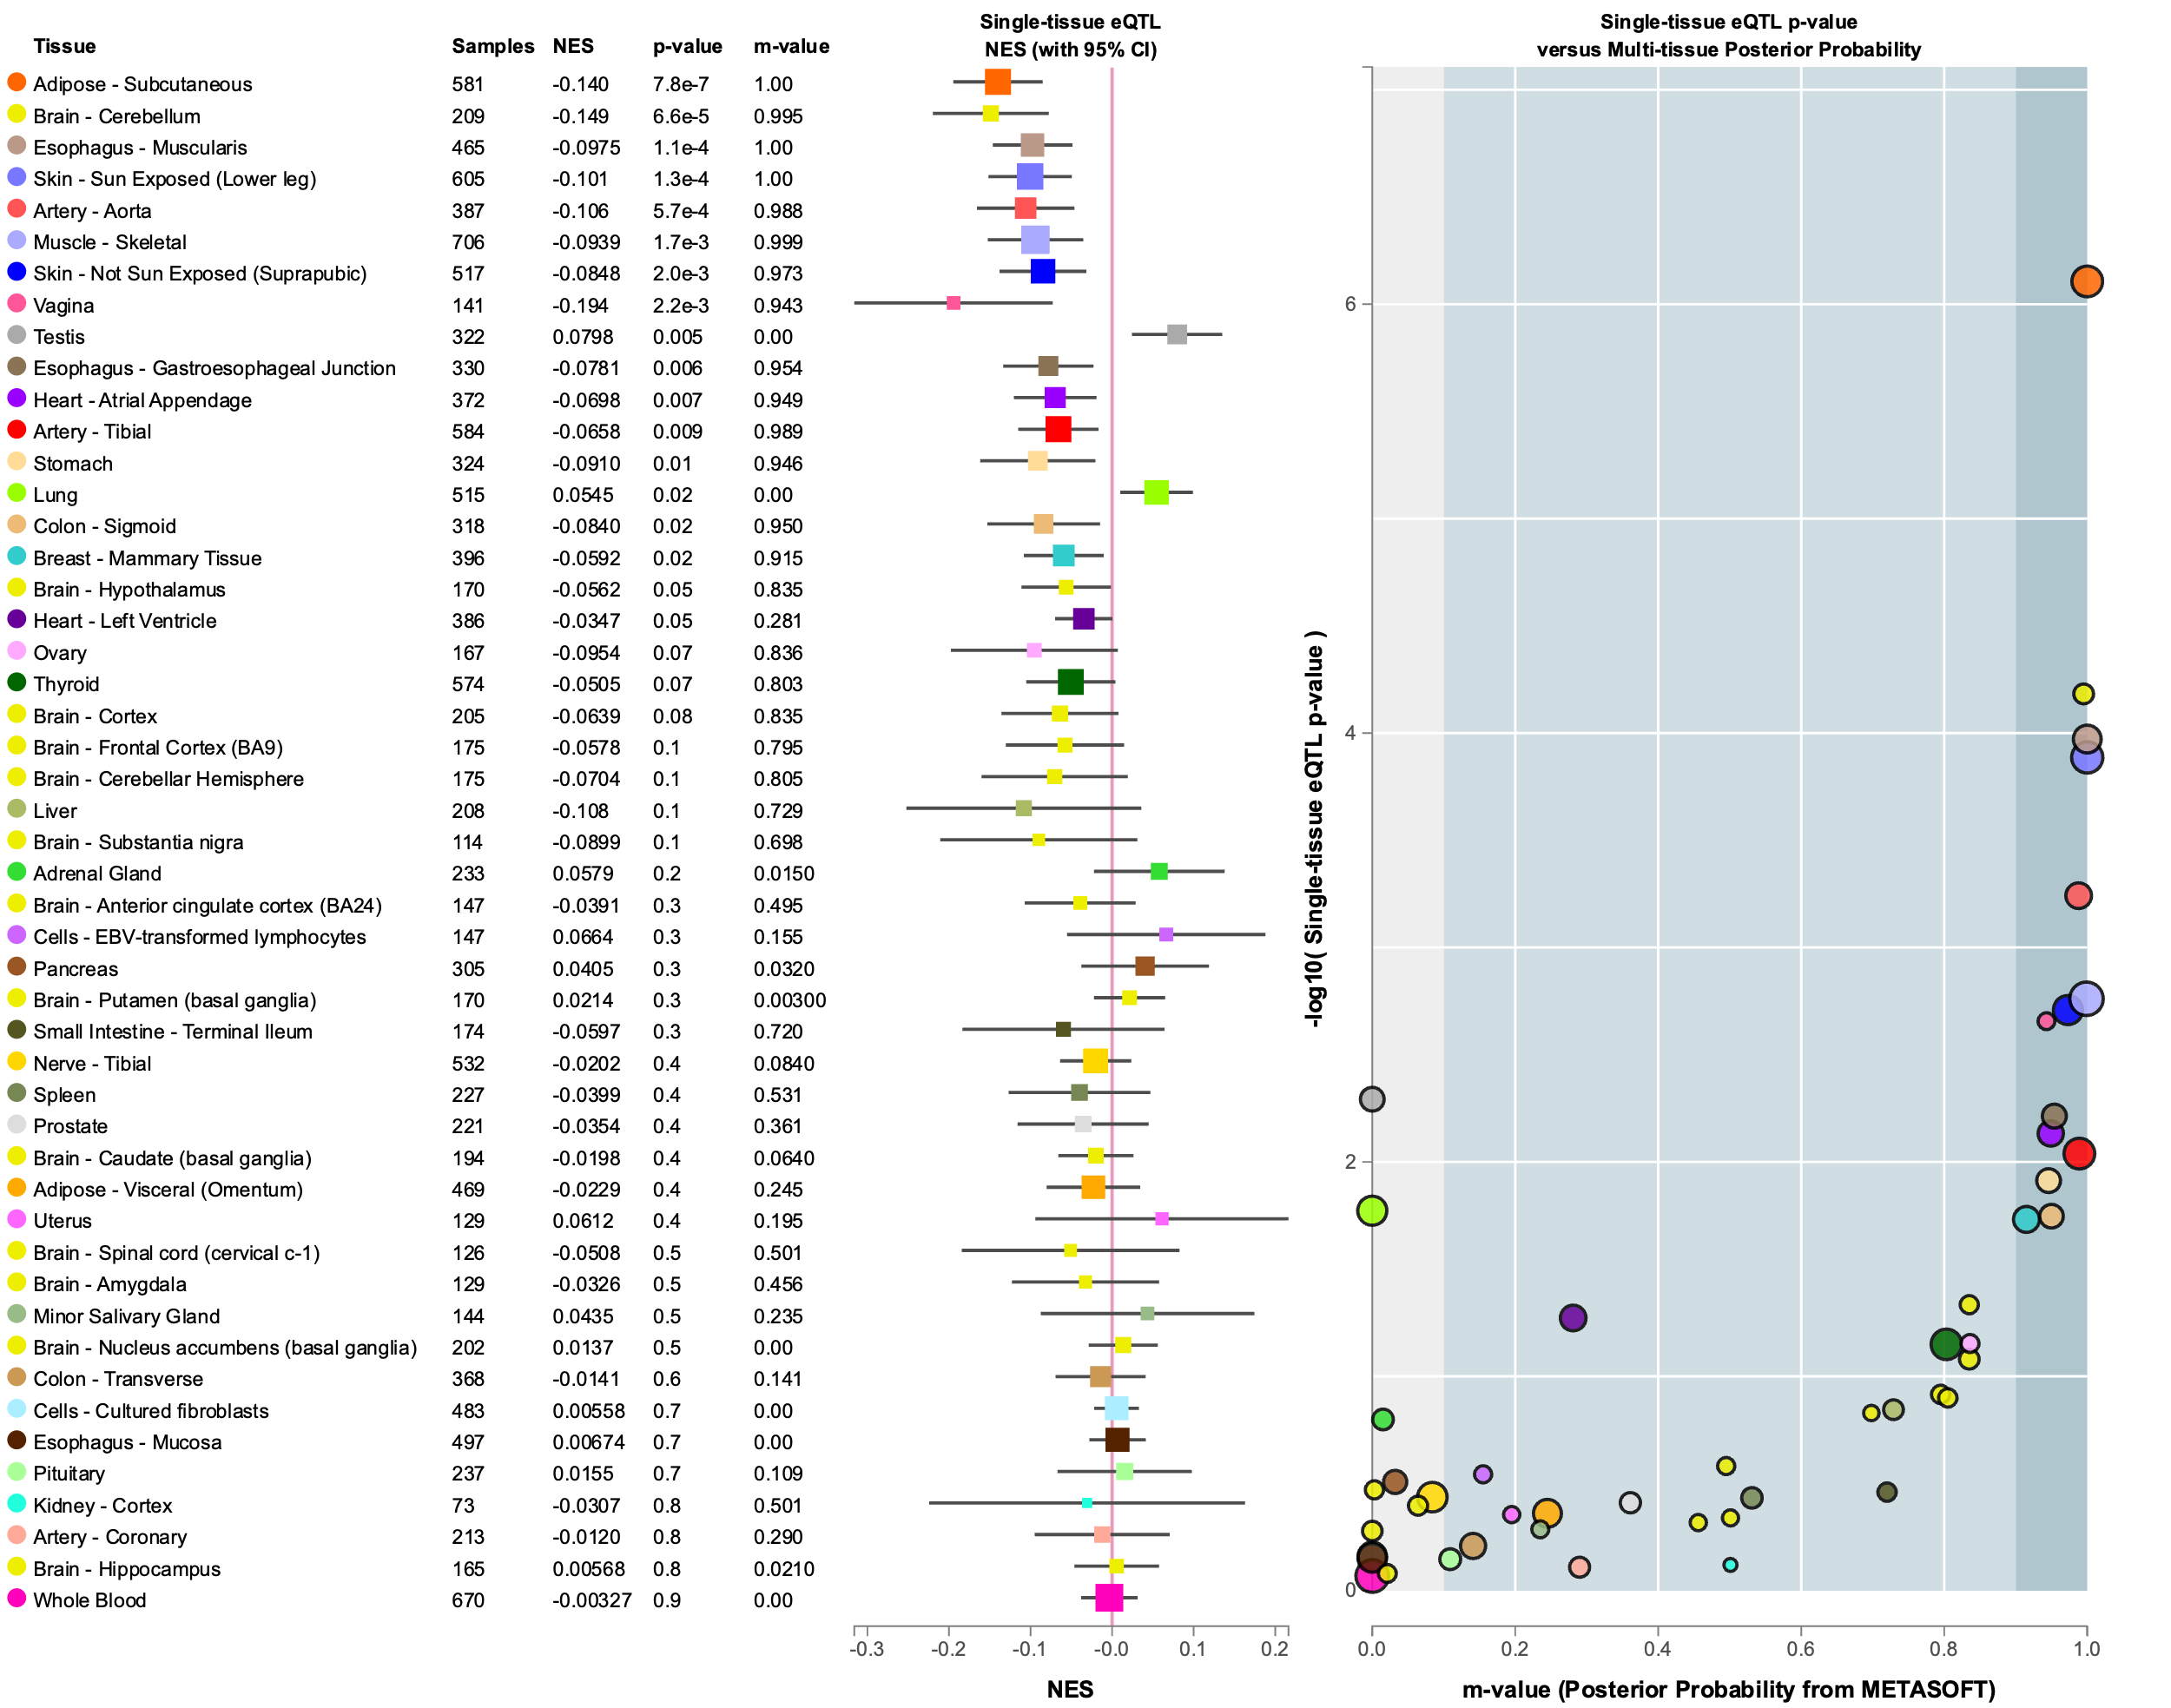 Single-tissue eQTL
NES (with 95% CI)
Single-tissue eQTL p-value
versus Multi-tissue Posterior Probability
Tissue Samples NES p-value m-value
Adipose - Subcutaneous 581 -0.140 7.8e-7 1.00
Brain - Cerebellum 209 -0.149 6.6e-5 0.995
Esophagus - Muscularis 465 -0.0975 1.1e-4 1.00
Skin - Sun Exposed (Lower leg) 605 -0.101 1.3e-4 1.00
Artery - Aorta 387 -0.106 5.7e-4 0.988
Muscle - Skeletal 706 -0.0939 1.7e-3 0.999
Skin - Not Sun Exposed (Suprapubic) 517 -0.0848 2.0e-3 0.973
Vagina 141 -0.194 2.2e-3 0.943
Testis 322 0.0798 0.005 0.00
Esophagus - Gastroesophageal Junction 330 -0.0781 0.006 0.954
Heart - Atrial Appendage 372 -0.0698 0.007 0.949
Artery - Tibial 584 -0.0658 0.009 0.989
Stomach 324 -0.0910 0.01 0.946
Lung 515 0.0545 0.02 0.00
Colon - Sigmoid 318 -0.0840 0.02 0.950
Breast - Mammary Tissue 396 -0.0592 0.02 0.915
Brain - Hypothalamus 170 -0.0562 0.05 0.835
Heart - Left Ventricle 386 -0.0347 0.05 0.281
Ovary 167 -0.0954 0.07 0.836
Thyroid 574 -0.0505 0.07 0.803
Brain - Cortex 205 -0.0639 0.08 0.835
Brain - Frontal Cortex (BA9) 175 -0.0578 0.1 0.795
Brain - Cerebellar Hemisphere 175 -0.0704 0.1 0.805
Liver 208 -0.108 0.1 0.729
Brain - Substantia nigra 114 -0.0899 0.1 0.698
Adrenal Gland 233 0.0579 0.2 0.0150
Brain - Anterior cingulate cortex (BA24) 147 -0.0391 0.3 0.495
Cells - EBV-transformed lymphocytes 147 0.0664 0.3 0.155
Pancreas 305 0.0405 0.3 0.0320
Brain - Putamen (basal ganglia) 170 0.0214 0.3 0.00300
Small Intestine - Terminal Ileum 174 -0.0597 0.3 0.720
Nerve - Tibial 532 -0.0202 0.4 0.0840
Spleen 227 -0.0399 0.4 0.531
Prostate 221 -0.0354 0.4 0.361
Brain - Caudate (basal ganglia) 194 -0.0198 0.4 0.0640
Adipose - Visceral (Omentum) 469 -0.0229 0.4 0.245
Uterus 129 0.0612 0.4 0.195
Brain - Spinal cord (cervical c-1) 126 -0.0508 0.5 0.501
Brain - Amygdala 129 -0.0326 0.5 0.456
Minor Salivary Gland 144 0.0435 0.5 0.235
Brain - Nucleus accumbens (basal ganglia) 202 0.0137 0.5 0.00
Colon - Transverse 368 -0.0141 0.6 0.141
Cells - Cultured fibroblasts 483 0.00558 0.7 0.00
Esophagus - Mucosa 497 0.00674 0.7 0.00
Pituitary 237 0.0155 0.7 0.109
Kidney - Cortex 73 -0.0307 0.8 0.501
Artery - Coronary 213 -0.0120 0.8 0.290
Brain - Hippocampus 165 0.00568 0.8 0.0210
Whole Blood 670 -0.00327 0.9 0.00
-0.3 -0.2 -0.1 -0.0 0.1 0.2
NES
-log10( Single-tissue eQTL p-value )
6
4
2
0
0.0 0.2 0.4 0.6 0.8 1.0
m-value (Posterior Probability from METASOFT)